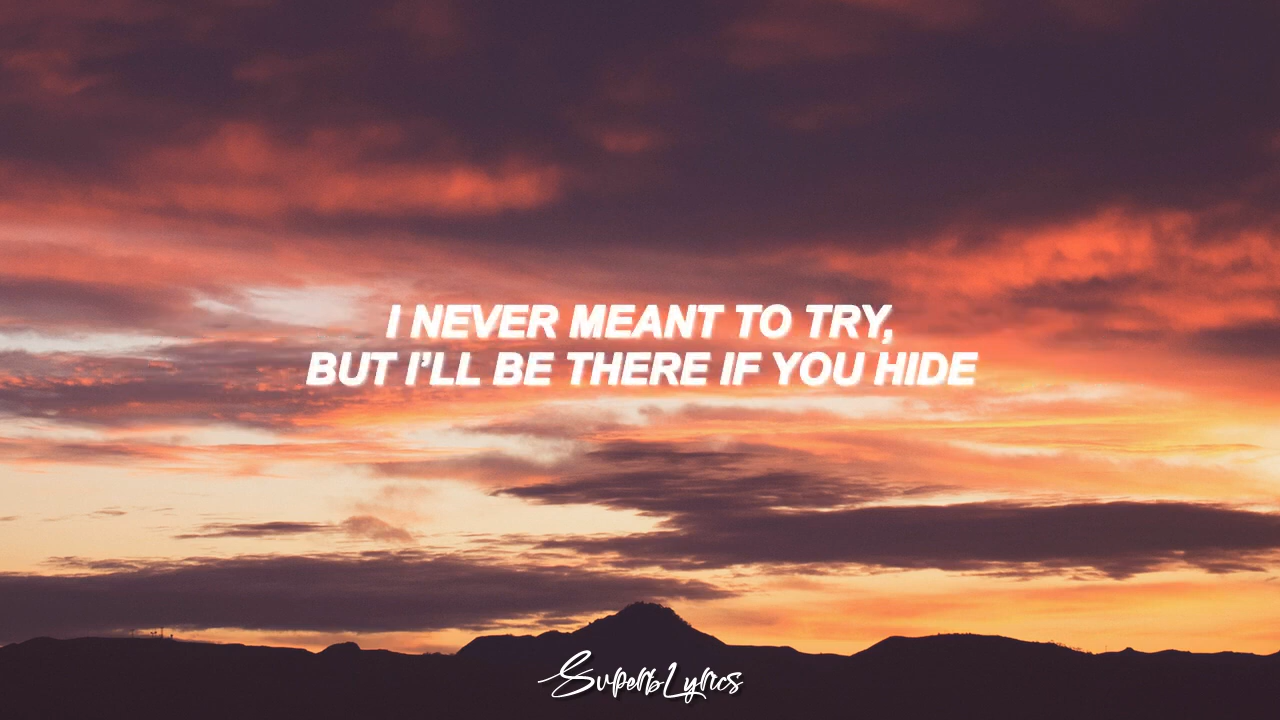 I NEVER MEANT TO TRY,
BUT I’LL BE THERE IF YOU HIDE
SuperbLyrics